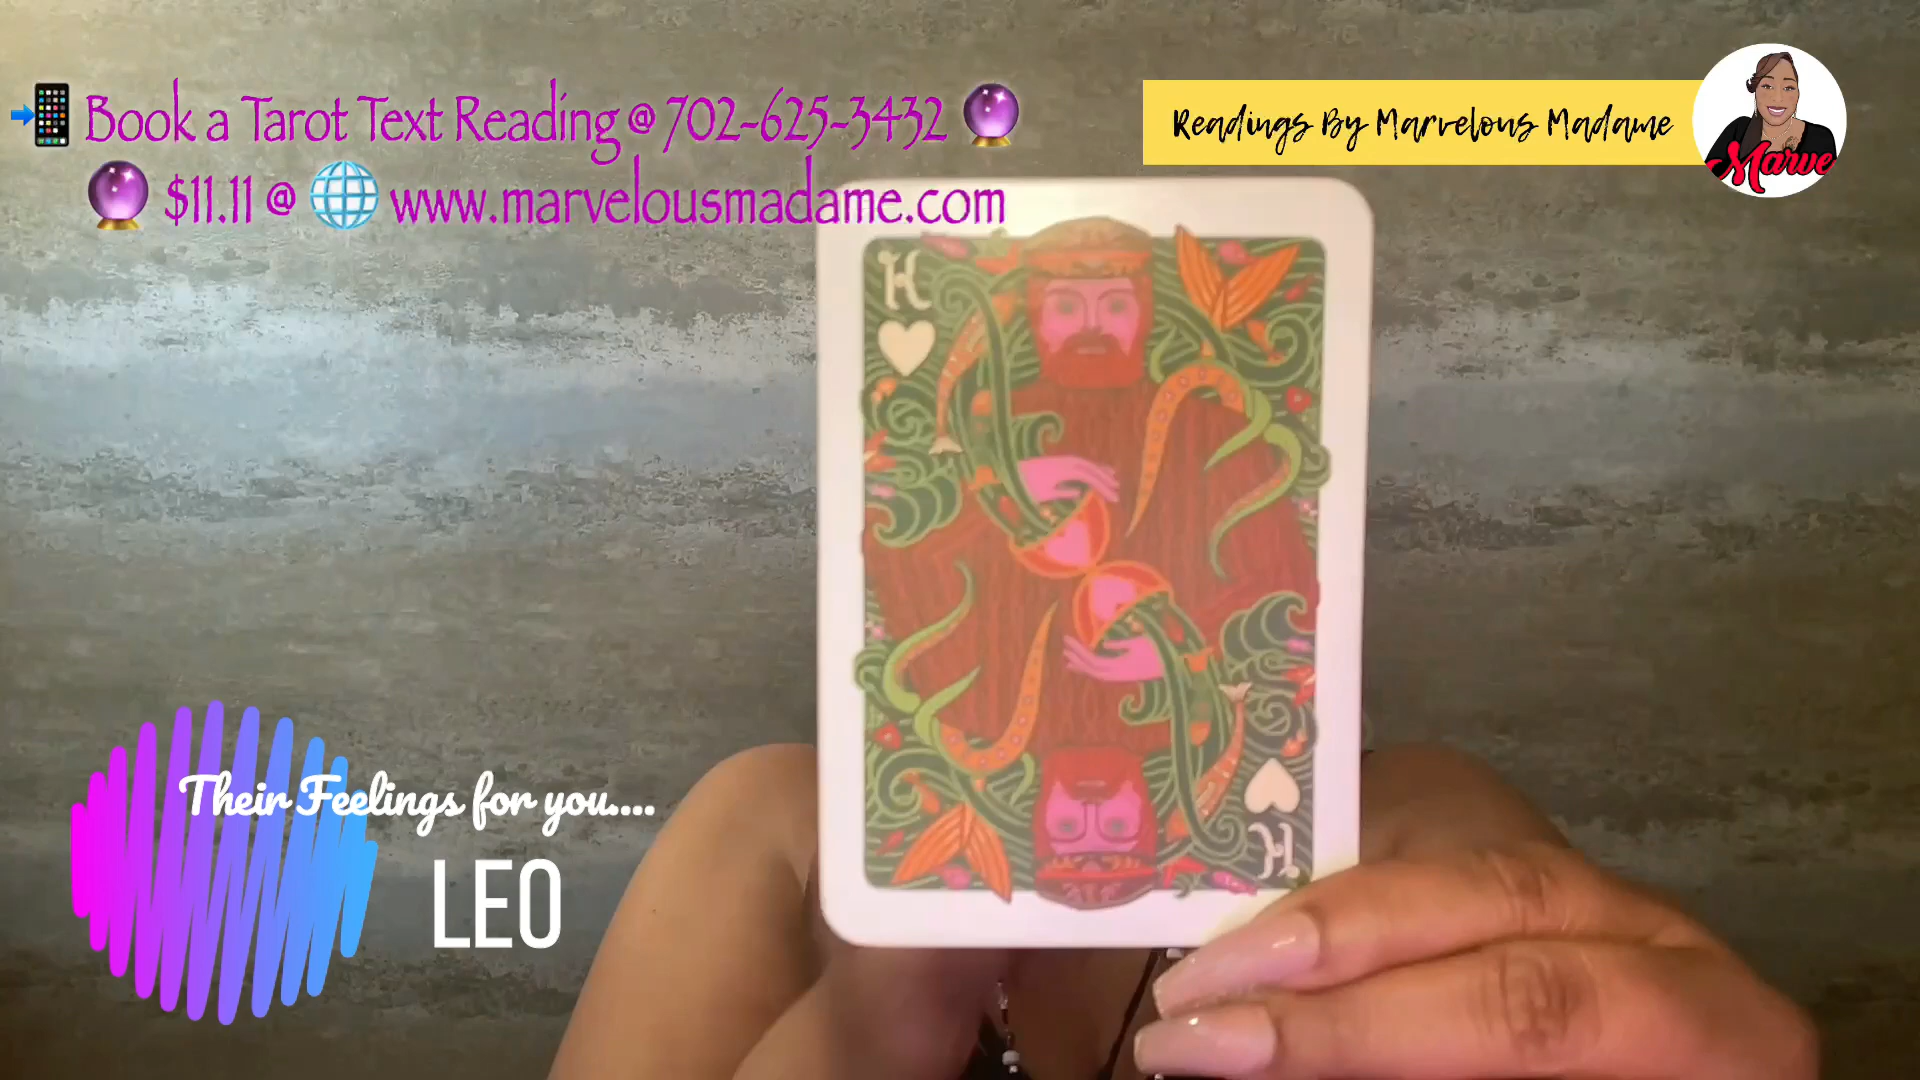 Book a Tarot Text Reading @ 702-625-3432
$11.11 @ www.marvelousmadame.com
Readings By Marvelous Madame
Marve
K
Their Feelings for you....
LEO
K